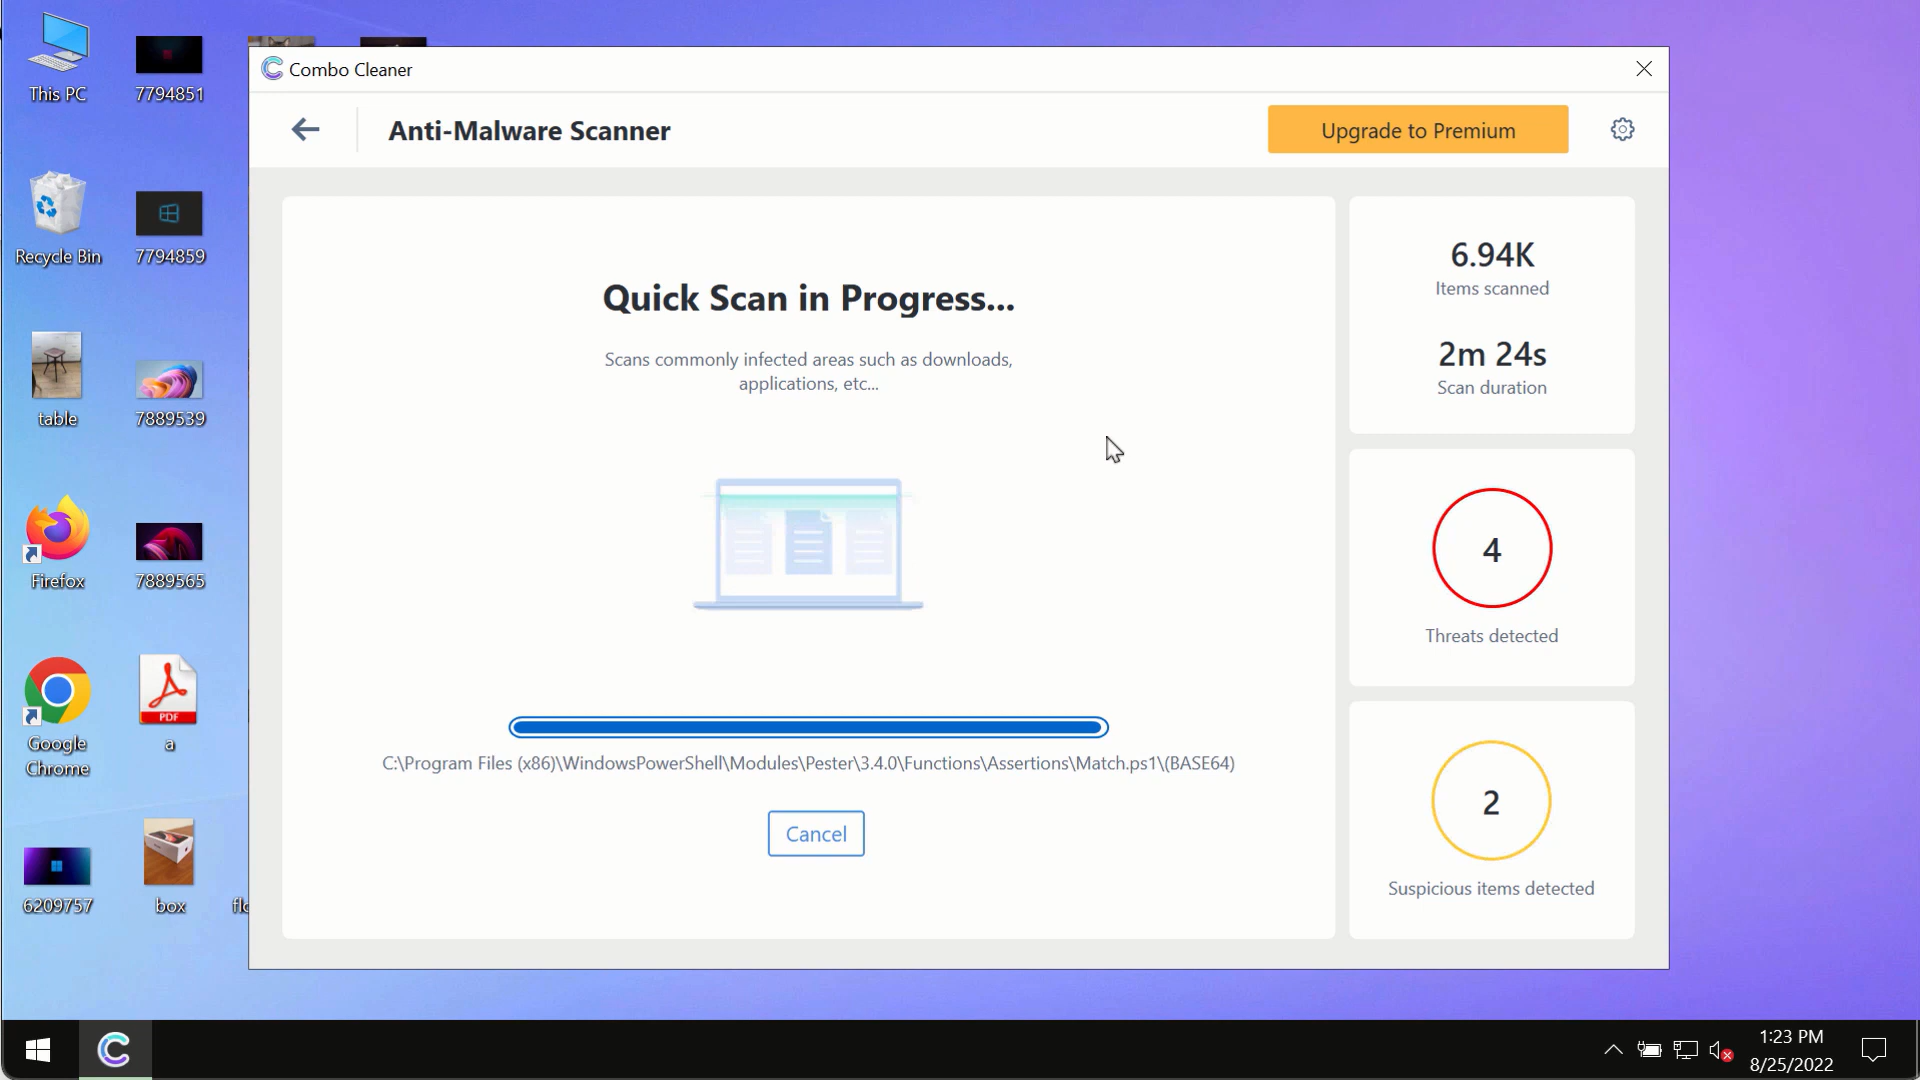 This PC
7794851
Recycle Bin
7794859
table
7889539
Firefox
7889565
Google
Chrome
PDF
a
6209757
box
Combo Cleaner
Anti-Malware Scanner
Upgrade to Premium
Quick Scan in Progress...
Scans commonly infected areas such as downloads,
applications, etc...
C:\Program Files (x86)\WindowsPowerShell\Modules\Pester\3.4.0\Functions\Assertions\Match.ps1\(BASE64)
Cancel
6.94K
Items scanned
2m 24s
Scan duration
4
Threats detected
2
Suspicious items detected
1:23 PM
8/25/2022